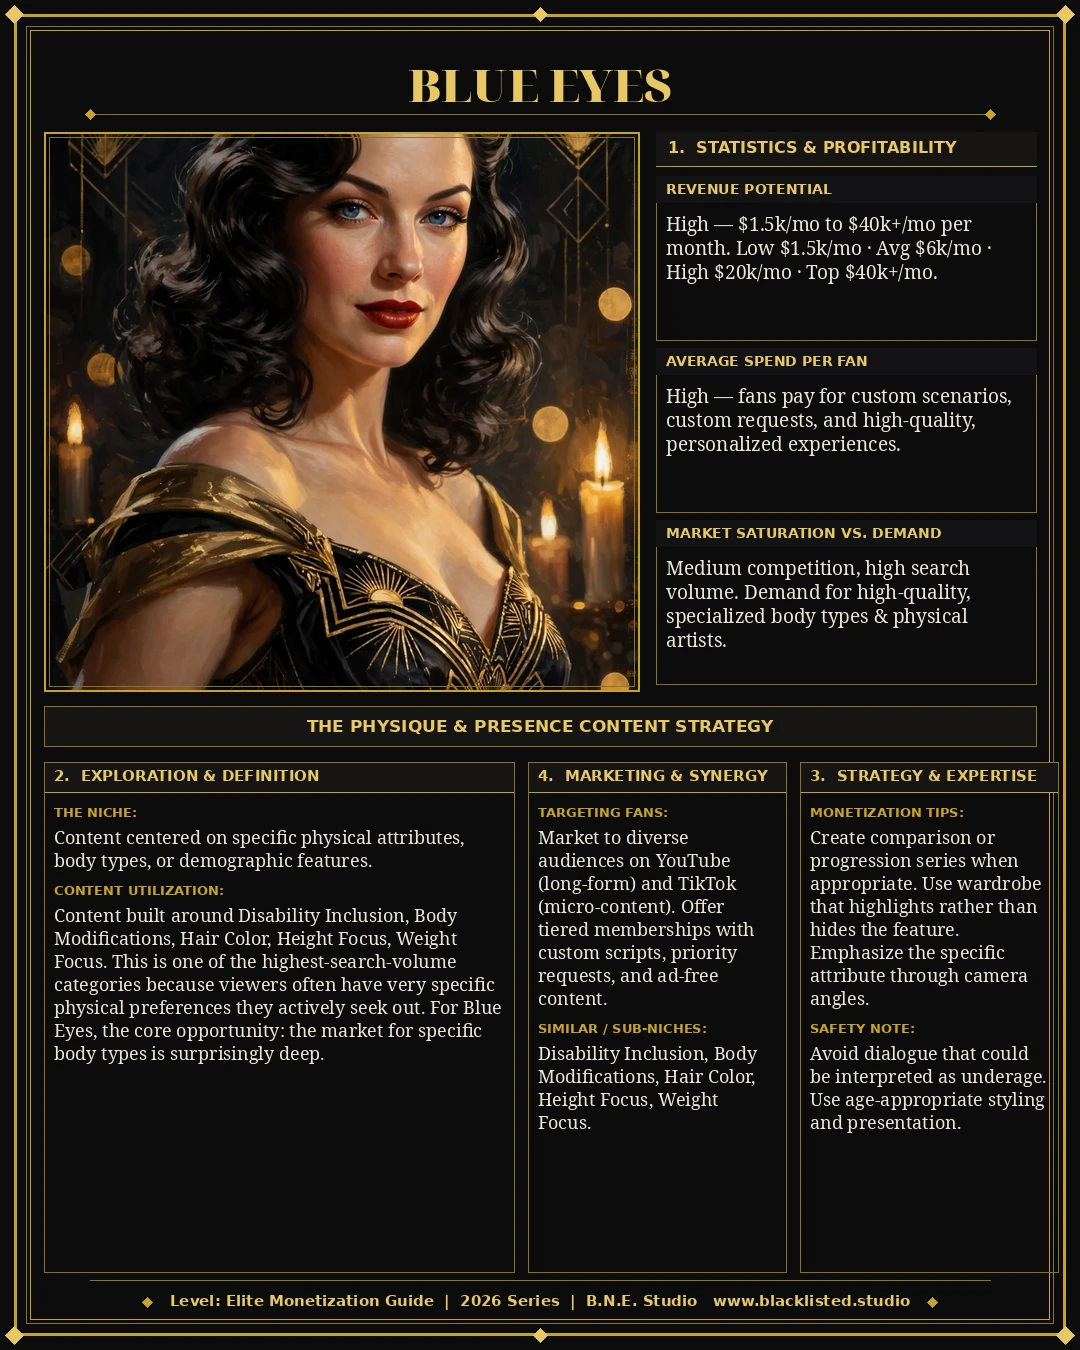 BLUE EYES
1. STATISTICS & PROFITABILITY
REVENUE POTENTIAL
High — $1.5k/mo to $40k+/mo per
month. Low $1.5k/mo · Avg $6k/mo ·
High $20k/mo · Top $40k+/mo.
AVERAGE SPEND PER FAN
High — fans pay for custom scenarios,
custom requests, and high-quality,
personalized experiences.
MARKET SATURATION VS. DEMAND
Medium competition, high search
volume. Demand for high-quality,
specialized body types & physical
artists.
THE PHYSIQUE & PRESENCE CONTENT STRATEGY
2. EXPLORATION & DEFINITION
THE NICHE:
Content centered on specific physical attributes,
body types, or demographic features.
CONTENT UTILIZATION:
Content built around Disability Inclusion, Body
Modifications, Hair Color, Height Focus, Weight
Focus. This is one of the highest-search-volume
categories because viewers often have very specific
physical preferences they actively seek out. For Blue
Eyes, the core opportunity: the market for specific
body types is surprisingly deep.
4. MARKETING & SYNERGY
TARGETING FANS:
Market to diverse
audiences on YouTube
(long-form) and TikTok
(micro-content). Offer
tiered memberships with
custom scripts, priority
requests, and ad-free
content.
SIMILAR / SUB-NICHES:
Disability Inclusion, Body
Modifications, Hair Color,
Height Focus, Weight
Focus.
3. STRATEGY & EXPERTISE
MONETIZATION TIPS:
Create comparison or
progression series when
appropriate. Use wardrobe
that highlights rather than
hides the feature.
Emphasize the specific
attribute through camera
angles.
SAFETY NOTE:
Avoid dialogue that could
be interpreted as underage.
Use age-appropriate styling
and presentation.
Level: Elite Monetization Guide | 2026 Series | B.N.E. Studio www.blacklisted.studio